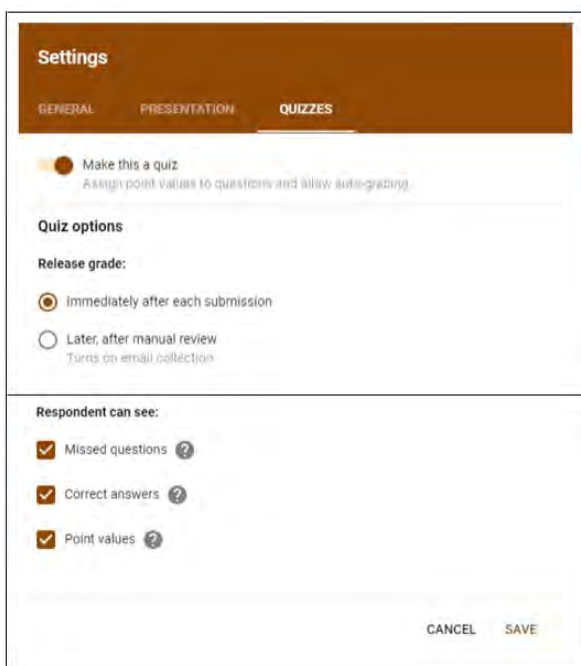 Settings
GENERAL PRESENTATION QUIZZES
Make this a quiz
Assign point values to questions and allow auto-grading.
Quiz options
Release grade:
Immediately after each submission
Later, after manual review
Turns on email collection
Respondent can see:
Missed questions ?
Correct answers ?
Point values ?
CANCEL SAVE